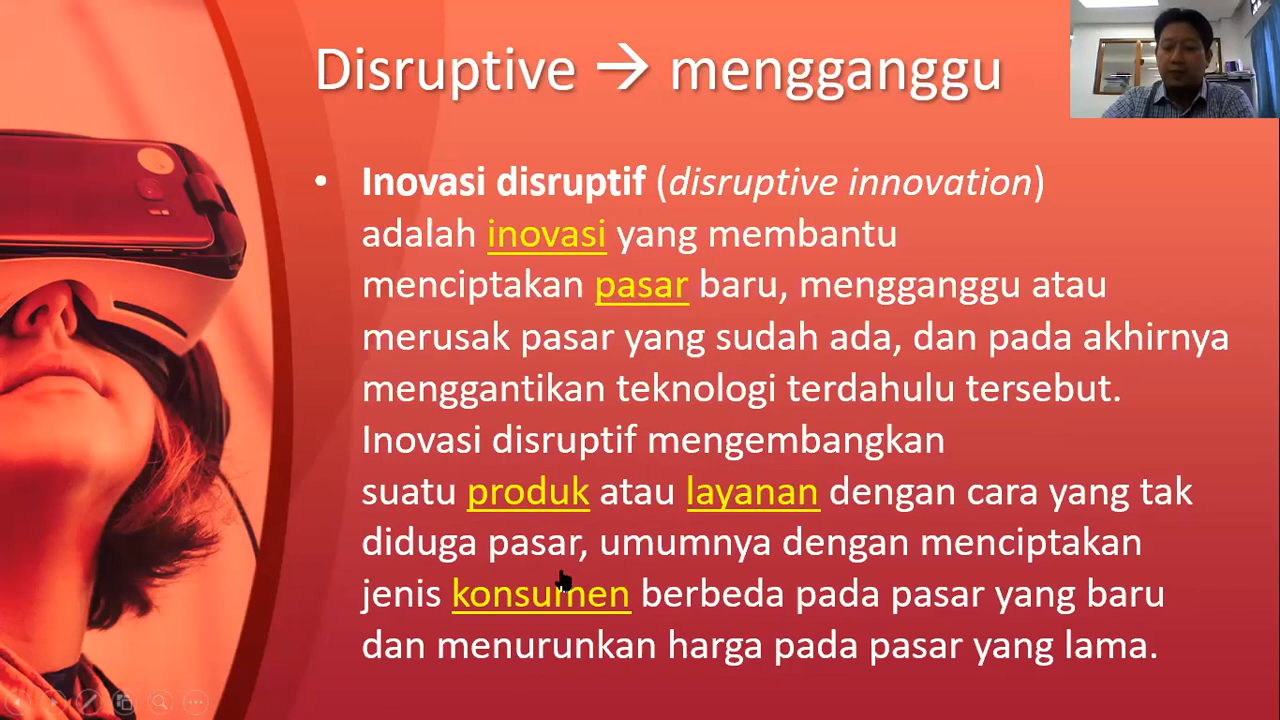 Disruptive → mengganggu
• Inovasi disruptif (disruptive innovation)
adalah inovasi yang membantu
menciptakan pasar baru, mengganggu atau
merusak pasar yang sudah ada, dan pada akhirnya
menggantikan teknologi terdahulu tersebut.
Inovasi disruptif mengembangkan
suatu produk atau layanan dengan cara yang tak
diduga pasar, umumnya dengan menciptakan
jenis konsumen berbeda pada pasar yang baru
dan menurunkan harga pada pasar yang lama.